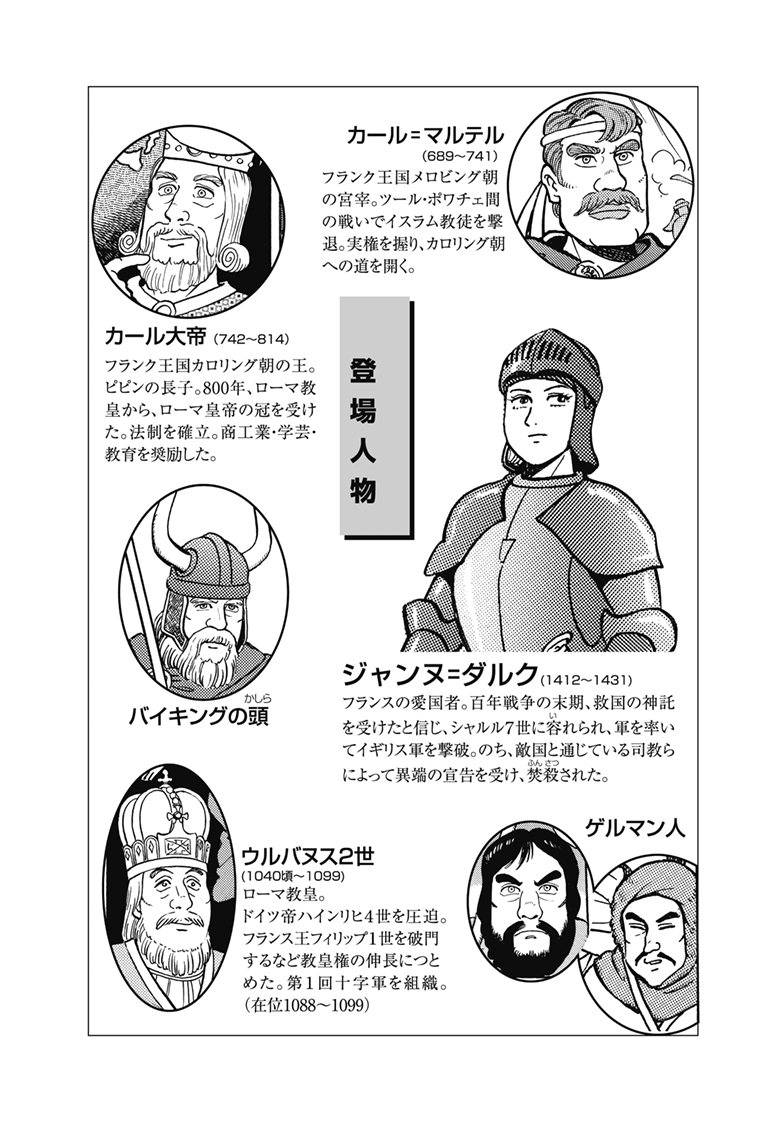 カール=マルテル
(689〜741)
フランク王国メロビング朝
の宮宰。ツール・ポワチェ間
の戦いでイスラム教徒を撃
退。実権を握り、カロリング朝
への道を開く。
カール大帝 (742〜814)
フランク王国カロリング朝の王。
ピピンの長子。800年、ローマ教
皇から、ローマ皇帝の冠を受け
た。法制を確立。商工業・学芸・
教育を奨励した。
登場人物
バイキングの頭
かしら
ジャンヌ=ダルク (1412〜1431)
フランスの愛国者。百年戦争の末期、救国の神託
を受けたと信じ、シャルル7世に容れられ、軍を率い
い
てイギリス軍を撃破。のち、敵国と通じている司教ら
によって異端の宣告を受け、焚殺された。
ふんさつ
ウルバヌス2世
(1040頃〜1099)
ローマ教皇。
ドイツ帝ハインリヒ4世を圧迫。
フランス王フィリップ1世を破門
するなど教皇権の伸長につと
めた。第1回十字軍を組織。
(在位1088〜1099)
ゲルマン人